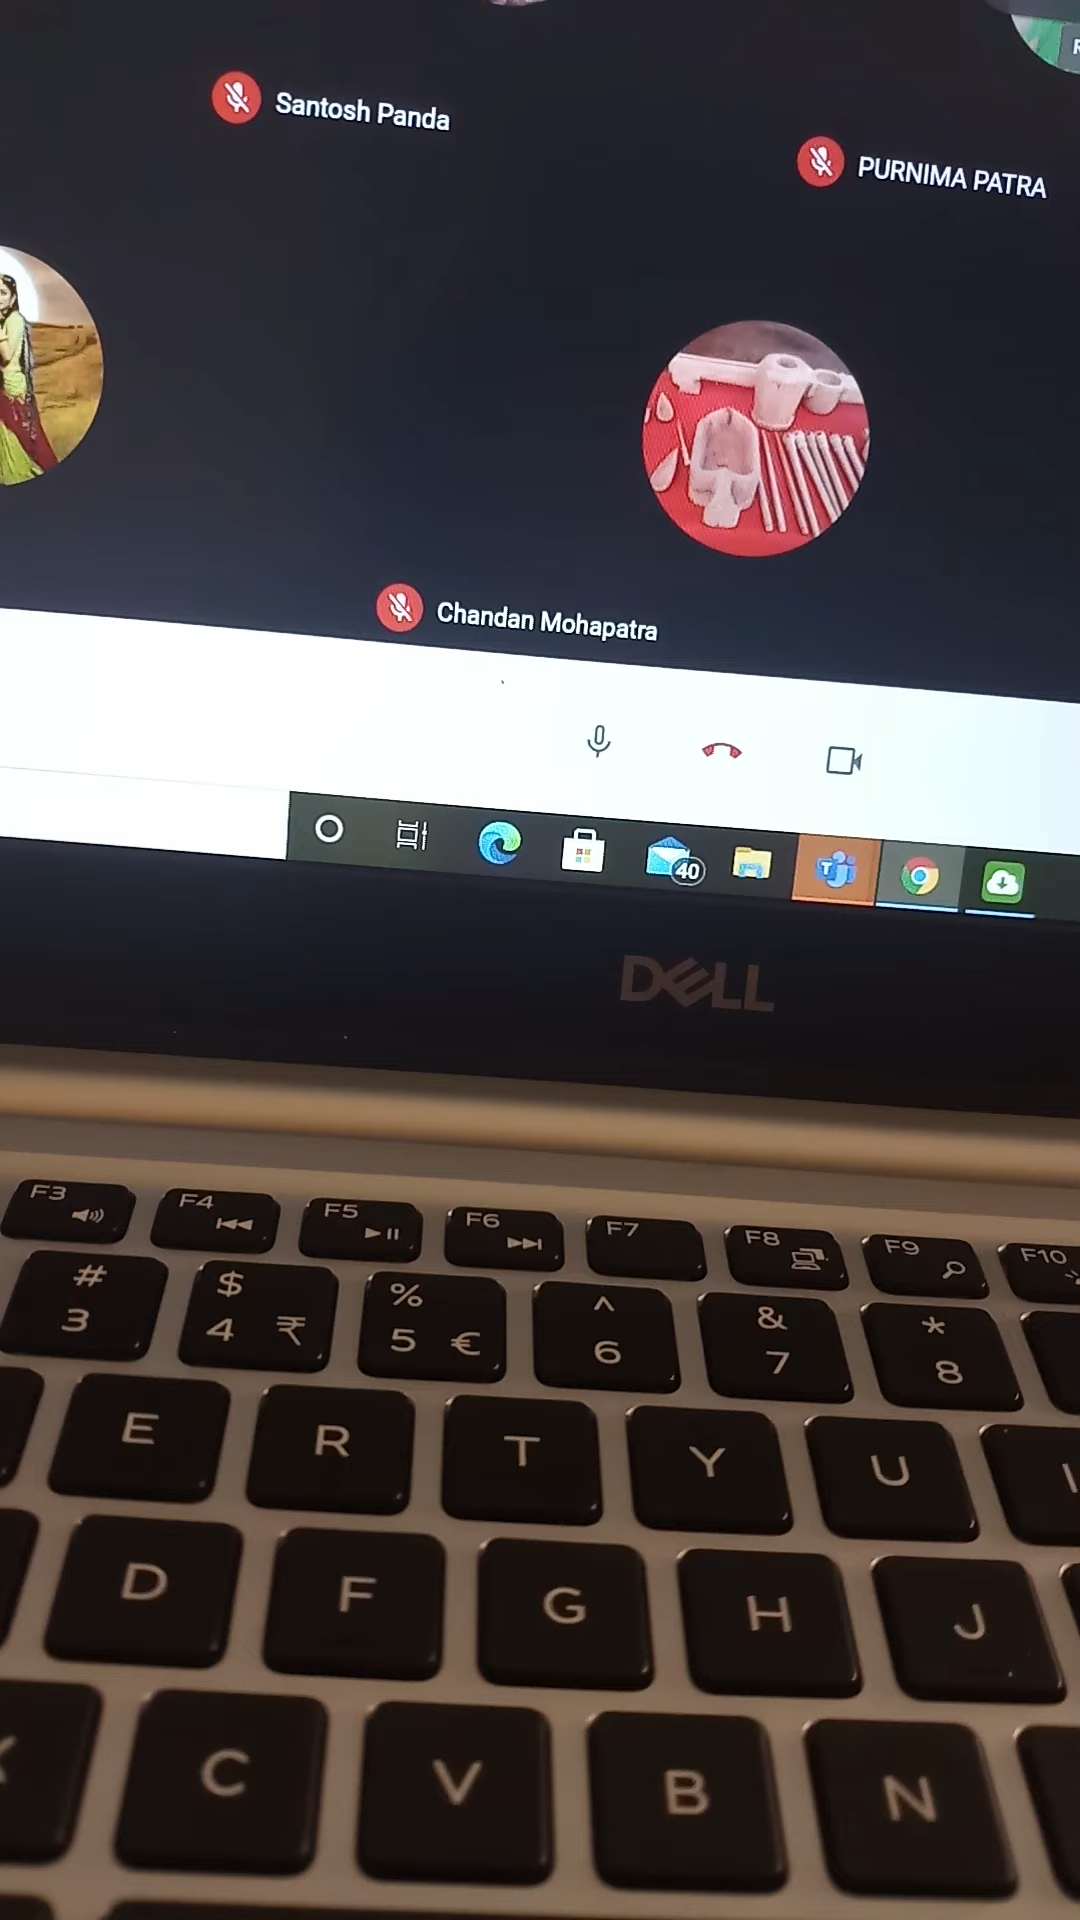 Santosh Panda
PURNIMA PATRA
Chandan Mohapatra
40
DELL
F3 F4 F5 F6 F7 F8 F9 F10
# $ % ^ & *
3 4 ₹ 5 € 6 7 8
E R T Y U I
D F G H J
C V B N